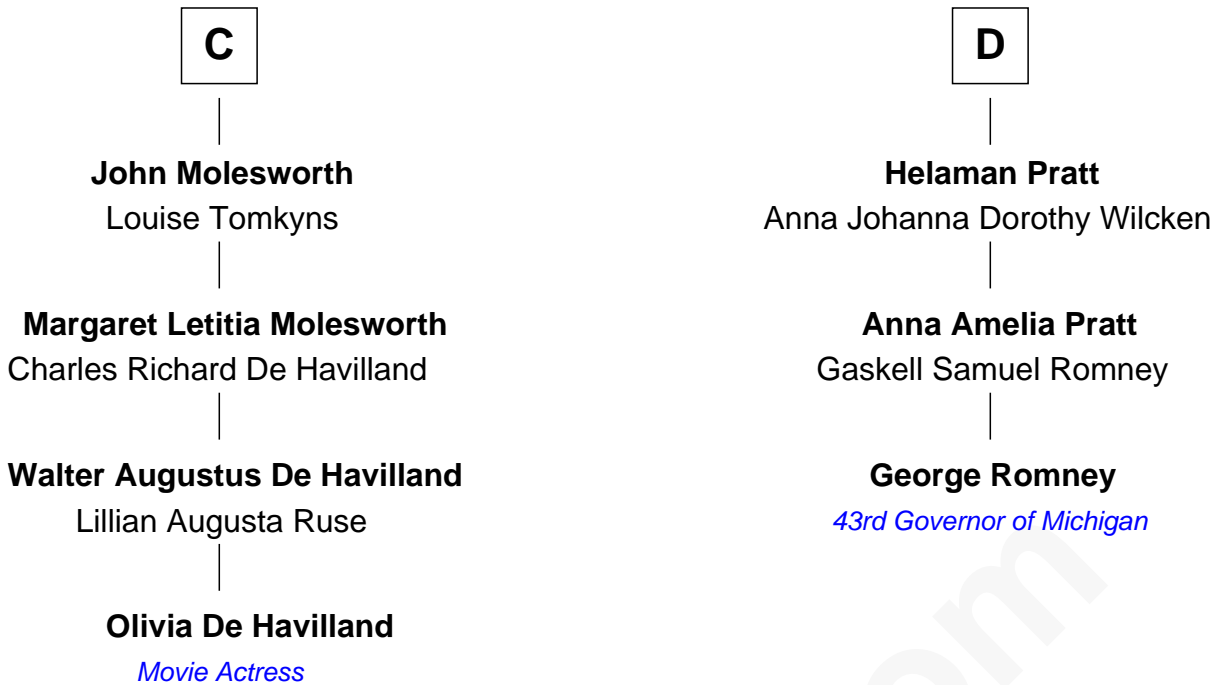 C
John Molesworth
Louise Tomkyns
Margaret Letitia Molesworth
Charles Richard De Havilland
Walter Augustus De Havilland
Lillian Augusta Ruse
Olivia De Havilland
Movie Actress
D
Helaman Pratt
Anna Johanna Dorothy Wilcken
Anna Amelia Pratt
Gaskell Samuel Romney
George Romney
43rd Governor of Michigan
om